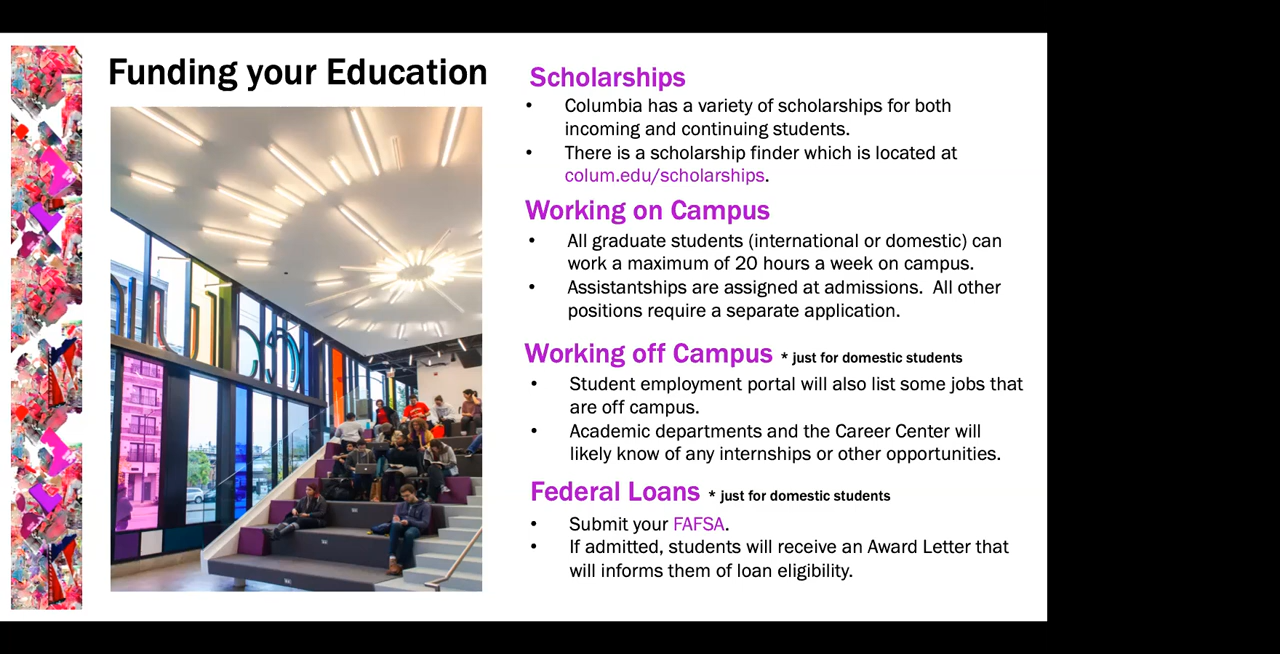 Funding your Education
Scholarships
• Columbia has a variety of scholarships for both
incoming and continuing students.
• There is a scholarship finder which is located at
colum.edu/scholarships.
Working on Campus
• All graduate students (international or domestic) can
work a maximum of 20 hours a week on campus.
• Assistantships are assigned at admissions.  All other
positions require a separate application.
Working off Campus * just for domestic students
• Student employment portal will also list some jobs that
are off campus.
• Academic departments and the Career Center will
likely know of any internships or other opportunities.
Federal Loans * just for domestic students
• Submit your FAFSA.
• If admitted, students will receive an Award Letter that
will informs them of loan eligibility.